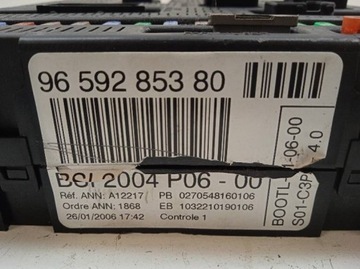 96 592 853 80
BCI 2004 P06 - 00
Réf. ANN: A12217 PB 0270548160106
Ordre ANN: 1868 EB 1032210190106
26/01/2006 17:42 Controle 1
BOOTL -06-00
S01-C3P 4.0